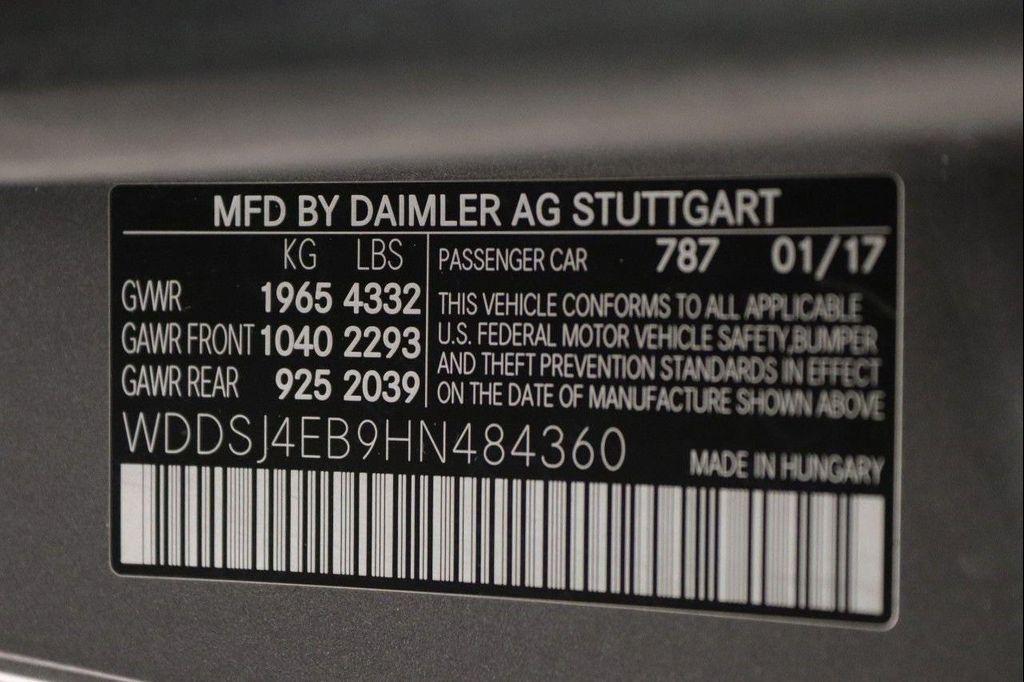 MFD BY DAIMLER AG STUTTGART
KG LBS
GVWR 1965 4332
GAWR FRONT 1040 2293
GAWR REAR 925 2039
PASSENGER CAR 787 01/17
THIS VEHICLE CONFORMS TO ALL APPLICABLE
U.S. FEDERAL MOTOR VEHICLE SAFETY,BUMPER
AND THEFT PREVENTION STANDARDS IN EFFECT
ON THE DATE OF MANUFACTURE SHOWN ABOVE
WDDSJ4EB9HN484360
MADE IN HUNGARY